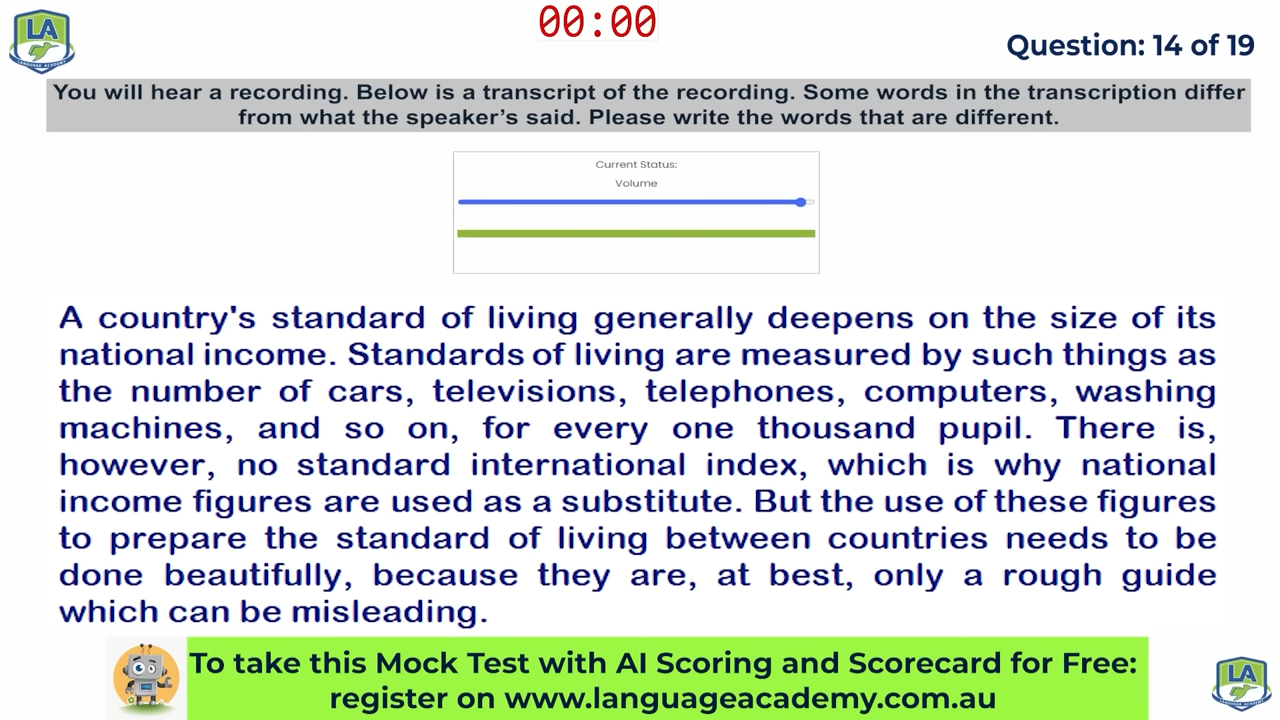 00:00
LA
LANGUAGE ACADEMY
Question: 14 of 19
You will hear a recording. Below is a transcript of the recording. Some words in the transcription differ
from what the speaker's said. Please write the words that are different.
Current Status:
Volume
A country's standard of living generally deepens on the size of its
national income. Standards of living are measured by such things as
the number of cars, televisions, telephones, computers, washing
machines, and so on, for every one thousand pupil. There is,
however, no standard international index, which is why national
income figures are used as a substitute. But the use of these figures
to prepare the standard of living between countries needs to be
done beautifully, because they are, at best, only a rough guide
which can be misleading.
To take this Mock Test with AI Scoring and Scorecard for Free:
register on www.languageacademy.com.au
LA
LANGUAGE ACADEMY